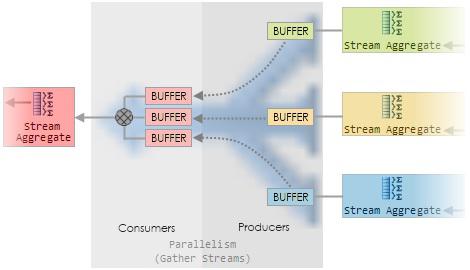 BUFFER
Stream Aggregate
BUFFER
BUFFER
BUFFER
Stream
Aggregate
BUFFER
Stream Aggregate
BUFFER
Stream Aggregate
Consumers
Producers
Parallelism
(Gather Streams)